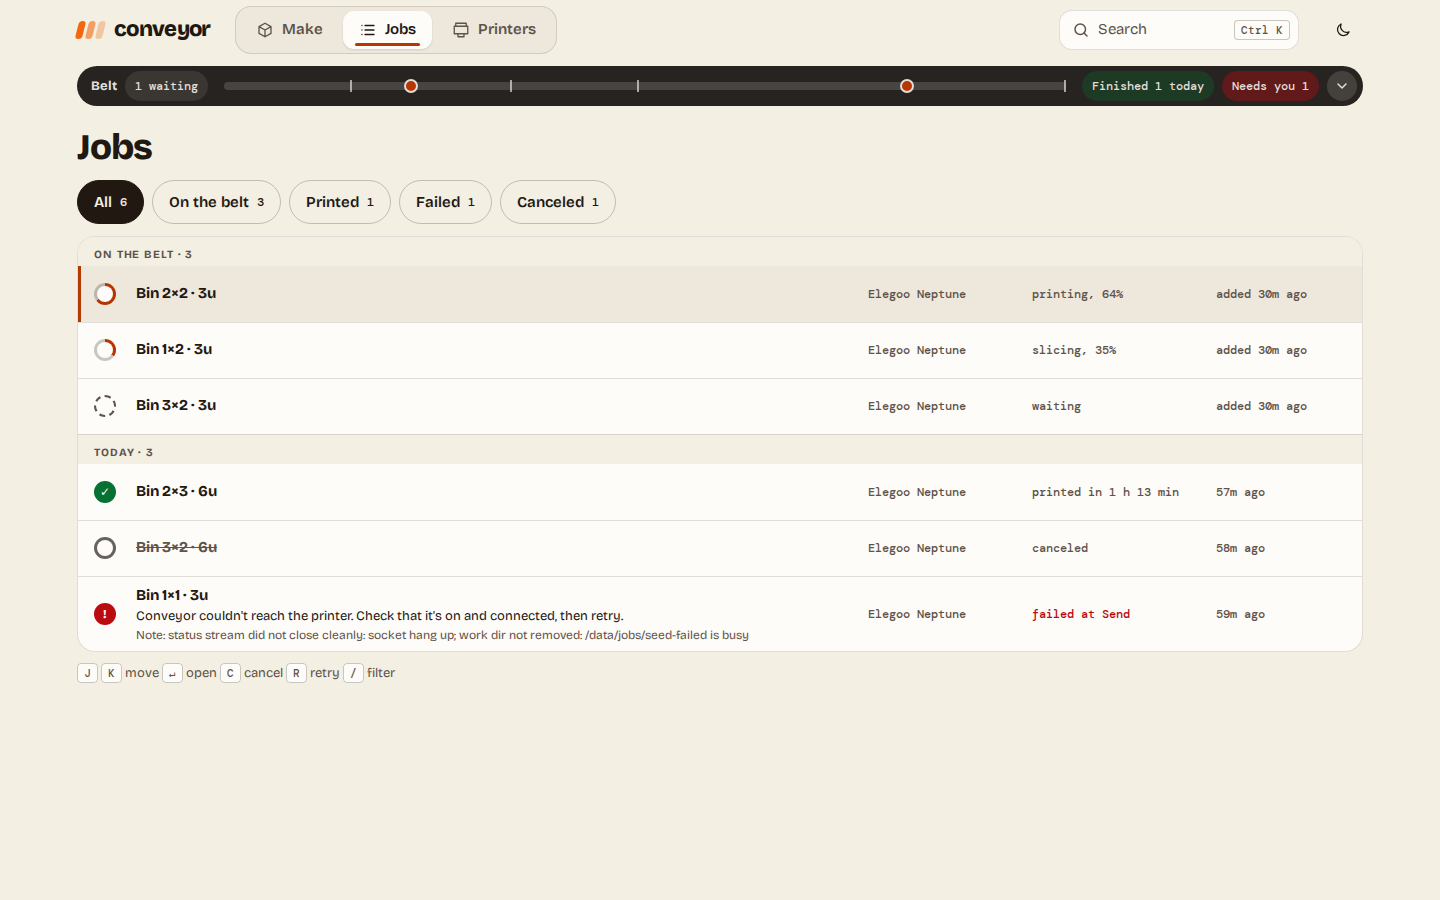 conveyor
Make
Jobs
Printers
Search
Ctrl K
Belt
1 waiting
Finished 1 today
Needs you 1
Jobs
All 6
On the belt 3
Printed 1
Failed 1
Canceled 1
ON THE BELT · 3
Bin 2×2 · 3u Elegoo Neptune printing, 64% added 30m ago
Bin 1×2 · 3u Elegoo Neptune slicing, 35% added 30m ago
Bin 3×2 · 3u Elegoo Neptune waiting added 30m ago
TODAY · 3
✓ Bin 2×3 · 6u Elegoo Neptune printed in 1 h 13 min 57m ago
Bin 3×2 · 6u Elegoo Neptune canceled 58m ago
Bin 1×1 · 3u
Conveyor couldn't reach the printer. Check that it's on and connected, then retry.
! Elegoo Neptune failed at Send 59m ago
Note: status stream did not close cleanly: socket hang up; work dir not removed: /data/jobs/seed-failed is busy
J K move ↵ open C cancel R retry / filter